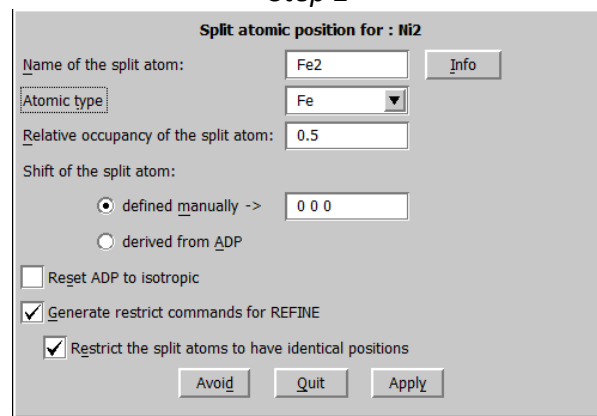 Split atomic position for : Ni2
Name of the split atom: Fe2 Info
Atomic type Fe
Relative occupancy of the split atom: 0.5
Shift of the split atom:
defined manually -> 0 0 0
derived from ADP
Reset ADP to isotropic
Generate restrict commands for REFINE
Restrict the split atoms to have identical positions
Avoid Quit Apply